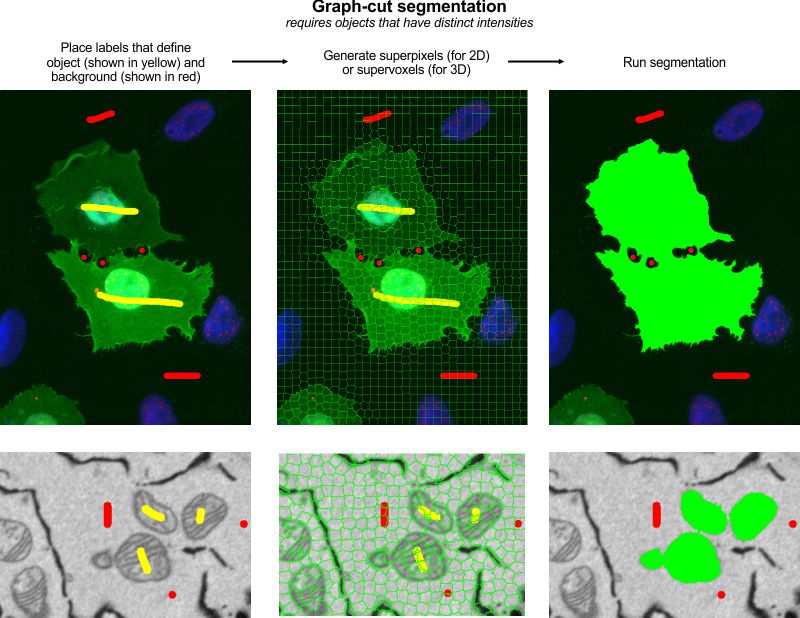 Graph-cut segmentation
requires objects that have distinct intensities
Place labels that define
object (shown in yellow) and
background (shown in red)
Generate superpixels (for 2D)
or supervoxels (for 3D)
Run segmentation